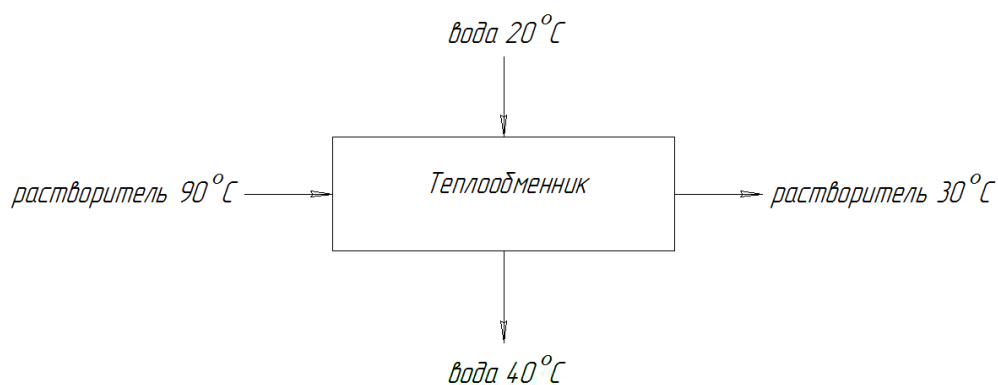 вода 20°С
растворитель 90°С
Теплообменник
растворитель 30°С
вода 40°С